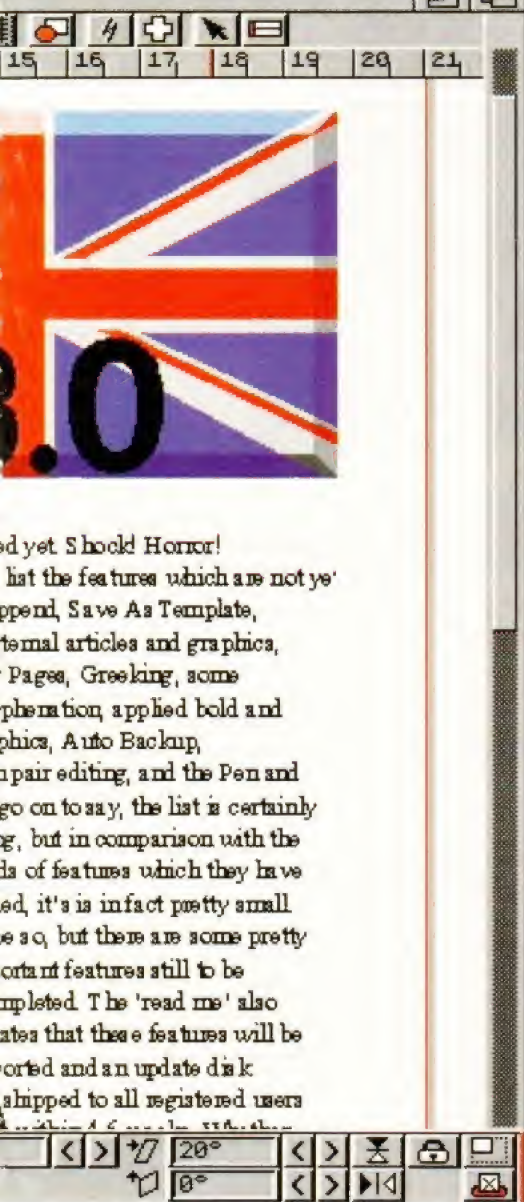 15 16 17 18 19 20 21
.0
ed yet. Shock! Horror!
list the features which are not ye'
ppend, Save As Template,
ternal articles and graphics,
Pages, Greeking, some
phenation, applied bold and
phics, Auto Backup,
pair editing, and the Pen and
go on to say, the list is certainly
g, but in comparison with the
ds of features which they have
ed, it's is infact pretty small.
e so, but there are some pretty
ortant features still to be
mpleted. The 'read me' also
ates that these features will be
orted and an update disk
shipped to all registered users
20°
0°